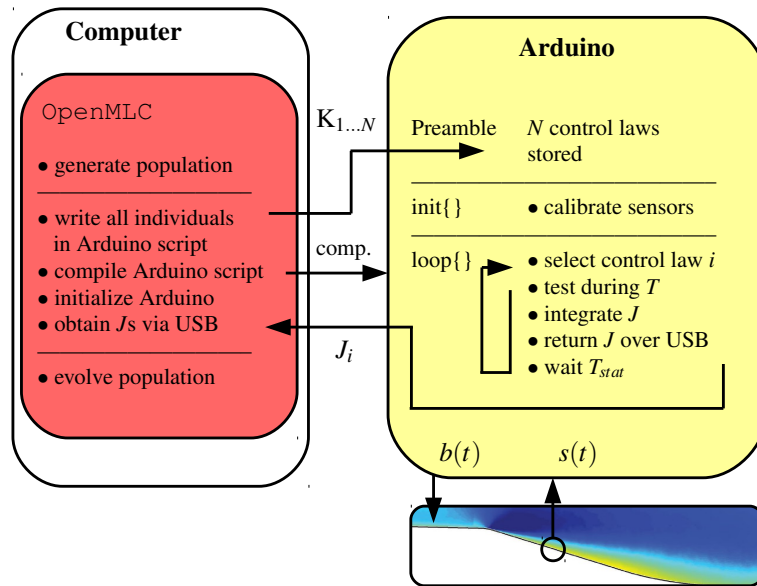 Computer
OpenMLC
• generate population
• write all individuals
in Arduino script
• compile Arduino script
• initialize Arduino
• obtain Js via USB
• evolve population
K1...N
comp.
Ji
Arduino
Preamble N control laws
stored
init{} • calibrate sensors
loop{} • select control law i
• test during T
• integrate J
• return J over USB
• wait Tstat
b(t) s(t)